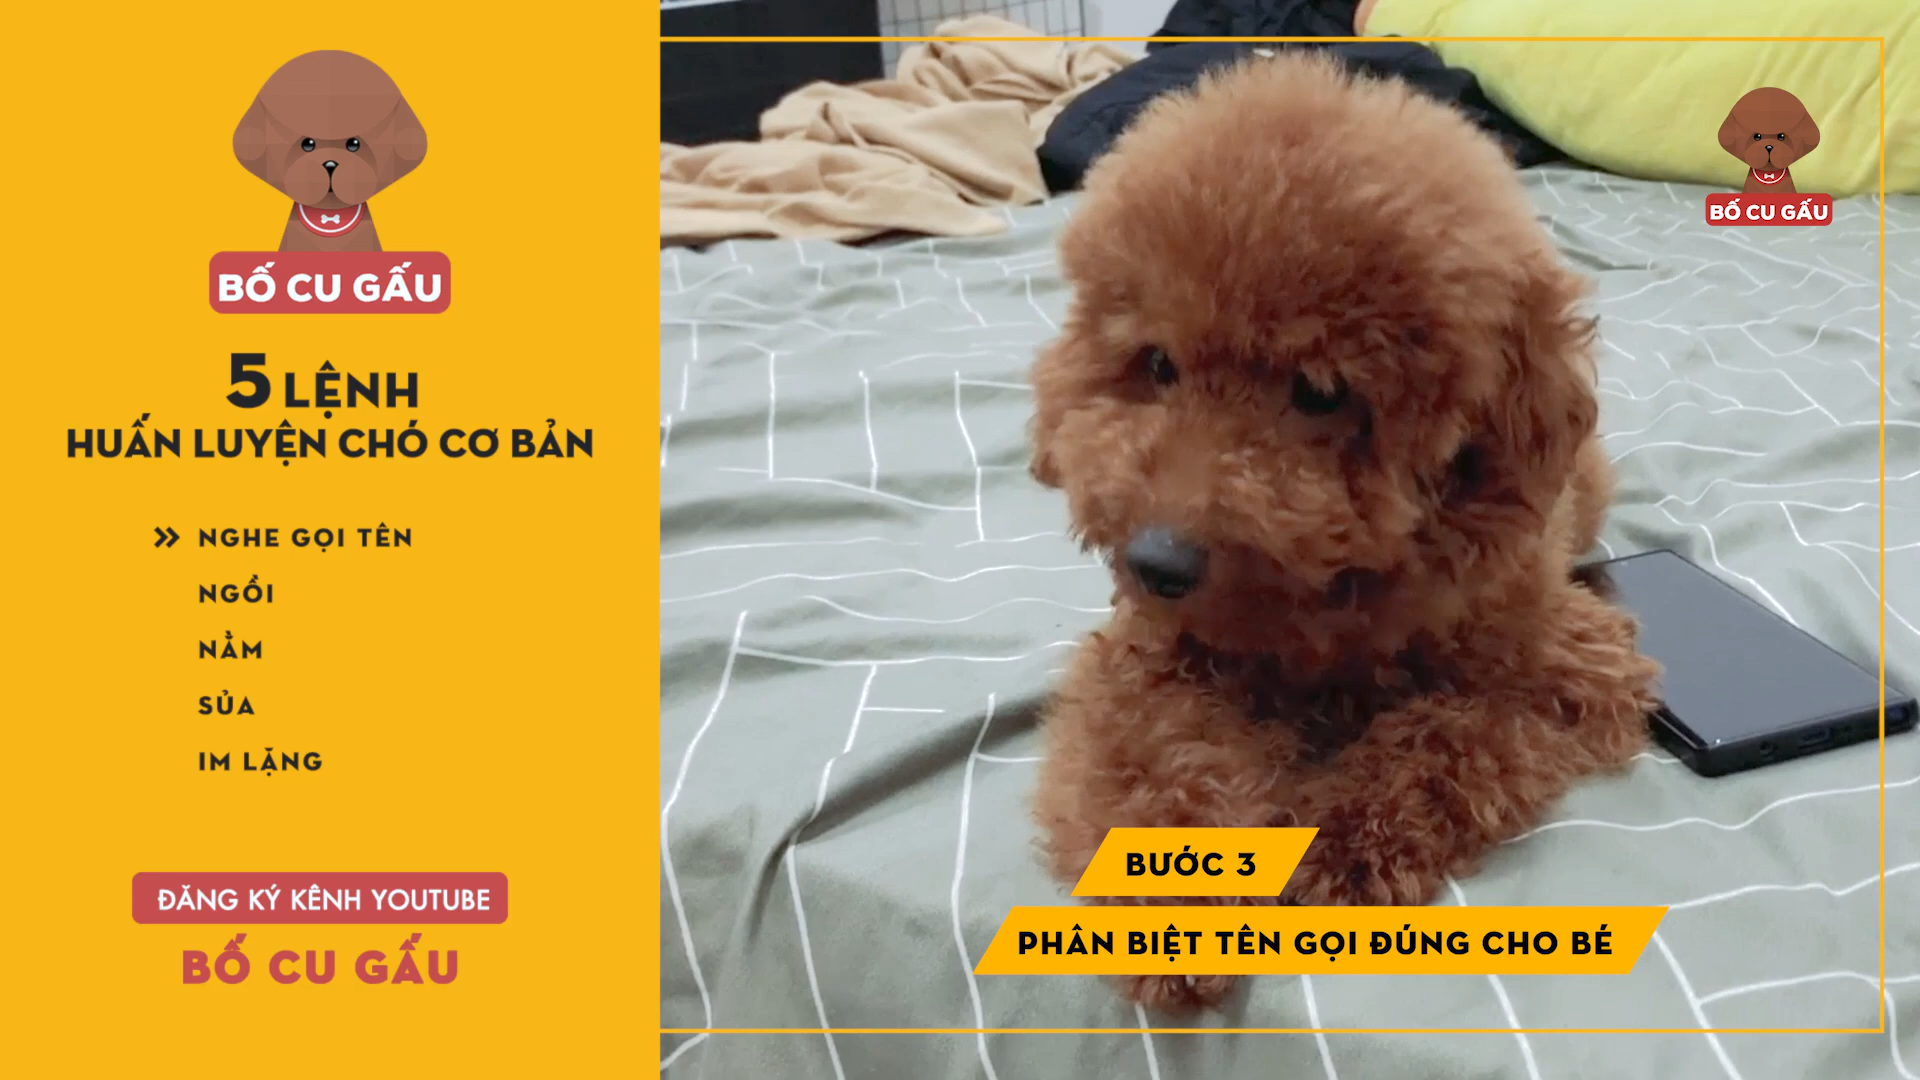 BỐ CU GẤU
5 LỆNH
HUẤN LUYỆN CHÓ CƠ BẢN
NGHE GỌI TÊN
NGỒI
NẰM
SỦA
IM LẶNG
ĐĂNG KÝ KÊNH YOUTUBE
BỐ CU GẤU
BỐ CU GẤU
BƯỚC 3
PHÂN BIỆT TÊN GỌI ĐÚNG CHO BÉ